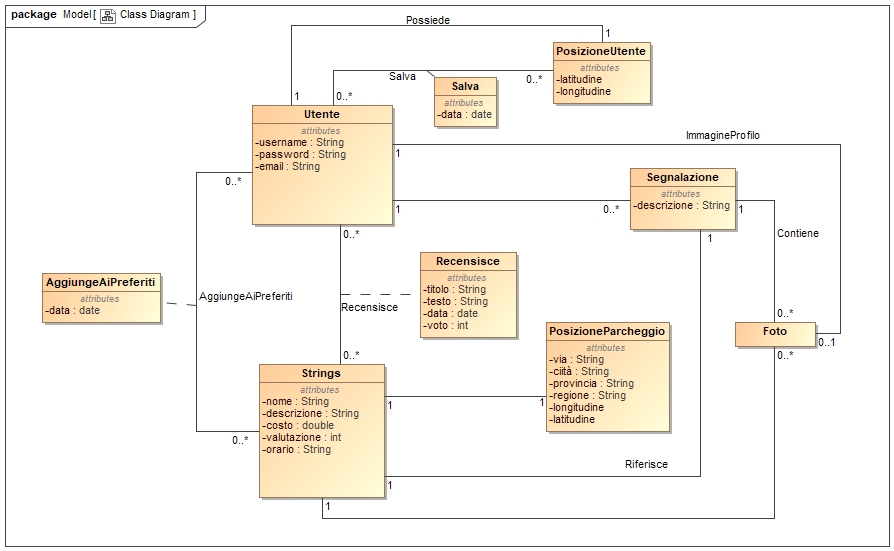 package Model [ Class Diagram ]
Possiede
1
1
Salva
0..*
0..*
PosizioneUtente
attributes
-latitudine
-longitudine
Salva
attributes
-data : date
Utente
attributes
-username : String
-password : String
-email : String
ImmagineProfilo
1
1
0..*
0..*
0..*
Segnalazione
attributes
-descrizione : String
1
1
Contiene
AggiungeAiPreferiti
attributes
-data : date
AggiungeAiPreferiti
Recensisce
Recensisce
attributes
-titolo : String
-testo : String
-data : date
-voto : int
0..*
0..*
Foto
0..1
0..*
0..*
Strings
attributes
-nome : String
-descrizione : String
-costo : double
-valutazione : int
-orario : String
PosizioneParcheggio
attributes
-via : String
-ciità : String
-provincia : String
-regione : String
-longitudine
-latitudine
1
1
Riferisce
1
1